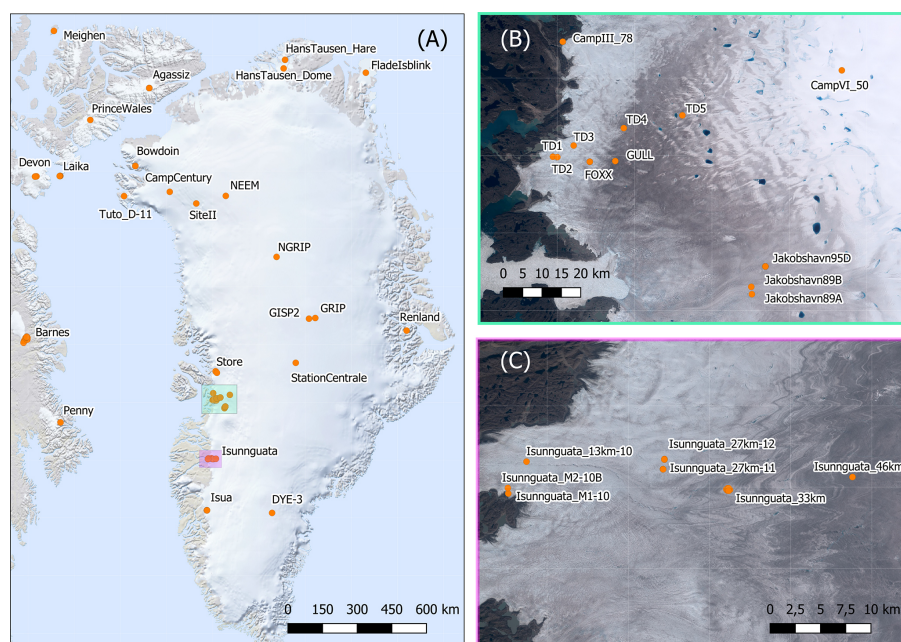 (A)
Meighen
HansTausen_Hare
HansTausen_Dome
FladeIsblink
Agassiz
PrinceWales
Bowdoin
Devon
Laika
CampCentury
NEEM
Tuto_D-11
SiteII
NGRIP
GISP2
GRIP
Renland
Barnes
Store
StationCentrale
Penny
Isunnguata
Isua
DYE-3
0 150 300 450 600 km
(B)
CampIII_78
CampVI_50
TD5
TD4
TD3
TD1
TD2
FOXX
GULL
Jakobshavn95D
Jakobshavn89B
Jakobshavn89A
0 5 10 15 20 km
(C)
Isunnguata_13km-10
Isunnguata_27km-12
Isunnguata_27km-11
Isunnguata_46km
Isunnguata_M2-10B
Isunnguata_M1-10
Isunnguata_33km
0 2,5 5 7,5 10 km